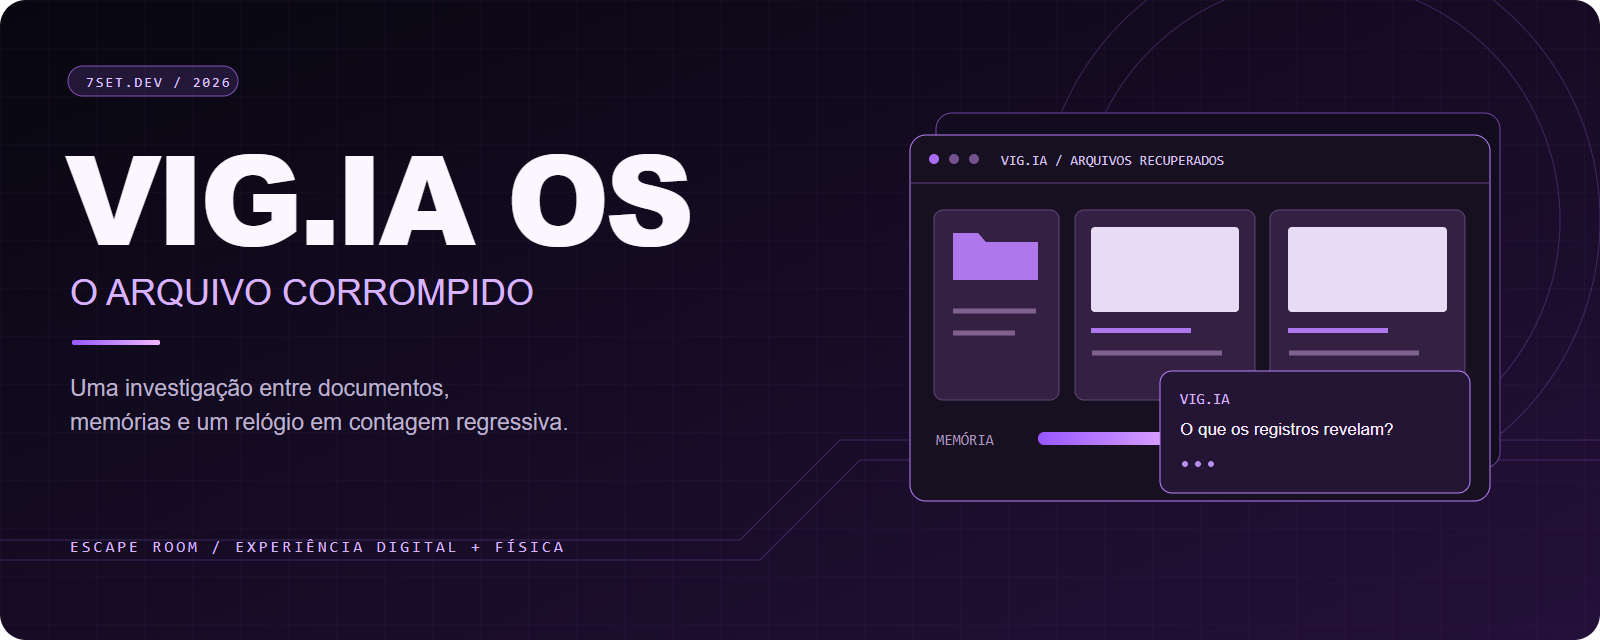 7SET.DEV / 2026
VIG.IA OS
O ARQUIVO CORROMPIDO
Uma investigação entre documentos,
memórias e um relógio em contagem regressiva.
ESCAPE ROOM / EXPERIÊNCIA DIGITAL + FÍSICA
VIG.IA / ARQUIVOS RECUPERADOS
MEMÓRIA
VIG.IA
O que os registros revelam?